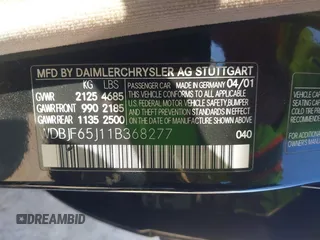 MADE IN GERMANY
MFD BY DAIMLERCHRYSLER AG STUTTGART
KG LBS
PASSENGER CAR 04/01
GVWR 2125 4685
GAWR FRONT 990 2185
GAWR REAR 1135 2500
THIS VEHICLE CONFORMS TO ALL APPLICABLE
U.S. FEDERAL MOTOR VEHICLE SAFETY,
BUMPER, AND THEFT PREVENTION
STANDARDS IN EFFECT ON THE DATE OF
MANUFACTURE SHOWN ABOVE.
WDBJF65J11B368277
040
DREAMBID